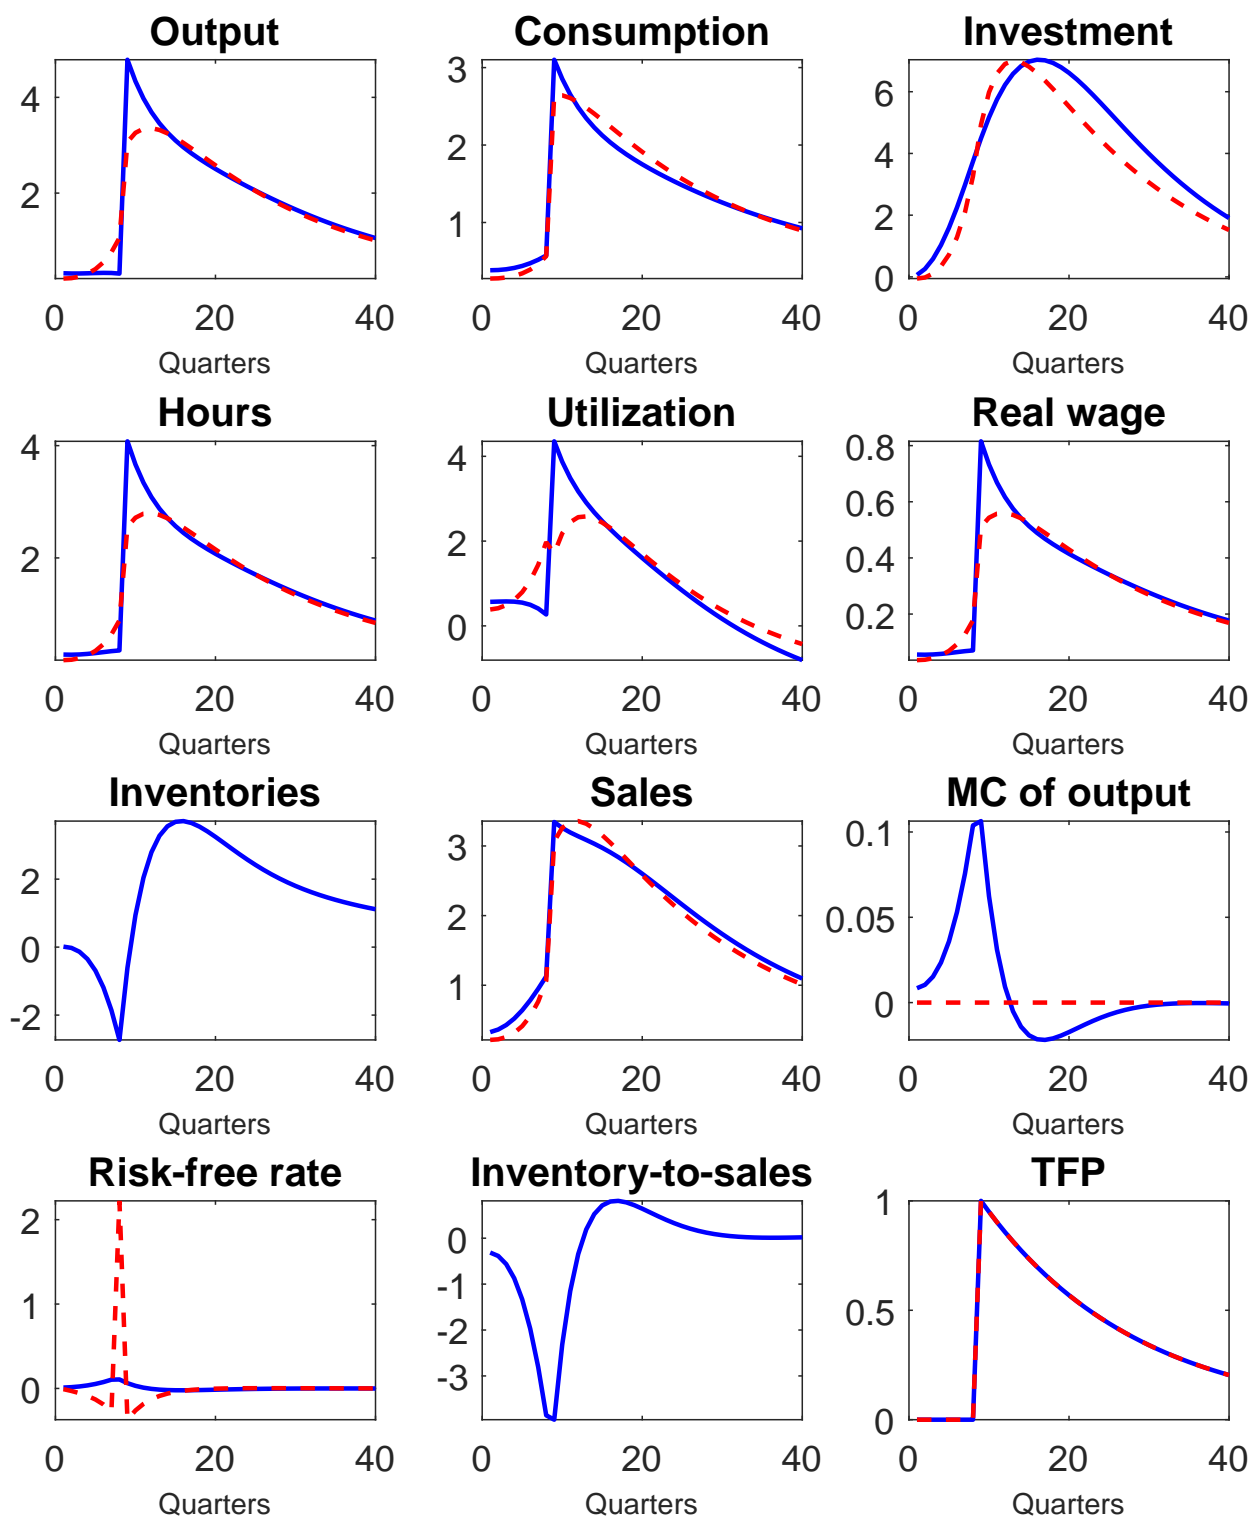 Output Consumption Investment
4 3 6
2 2 4
1 2
0
0 20 40 0 20 40 0 20 40
Quarters Quarters Quarters
Hours Utilization Real wage
4 4 0.8
2 2 0.6
0 0.4
0.2
0 20 40 0 20 40 0 20 40
Quarters Quarters Quarters
Inventories Sales MC of output
2 3 0.1
0 2 0.05
-2 1 0
0 20 40 0 20 40 0 20 40
Quarters Quarters Quarters
Risk-free rate Inventory-to-sales TFP
2 0 1
1 -1 0.5
0 -2 0
-3
0 20 40 0 20 40 0 20 40
Quarters Quarters Quarters